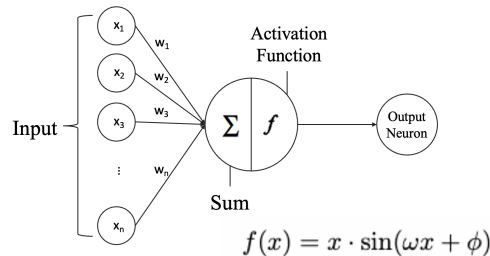 x1
w1
Activation
Function
x2
w2
Input
x3
w3
Σ
f
Output
Neuron
⋮
wn
Sum
xn
f(x) = x · sin(ωx + ϕ)